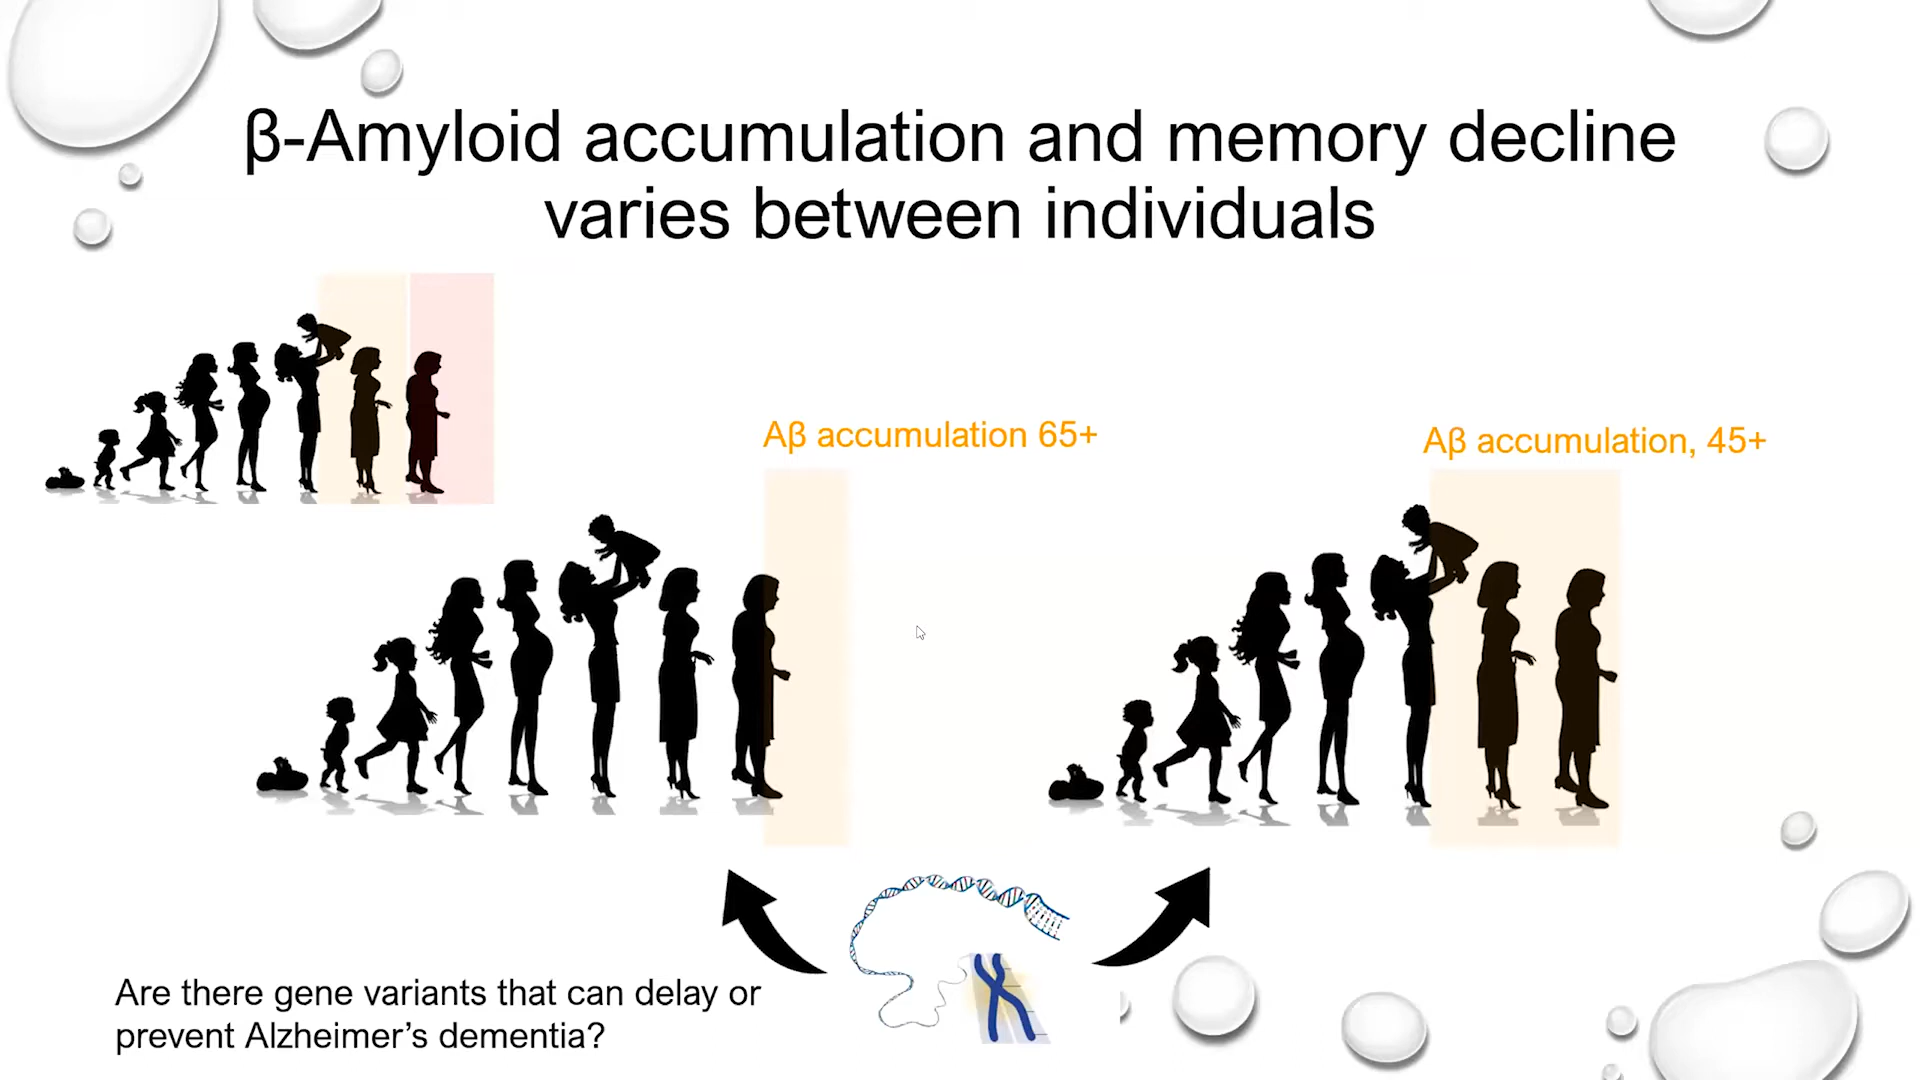 β-Amyloid accumulation and memory decline
varies between individuals
Aβ accumulation 65+
Aβ accumulation, 45+
Are there gene variants that can delay or
prevent Alzheimer’s dementia?